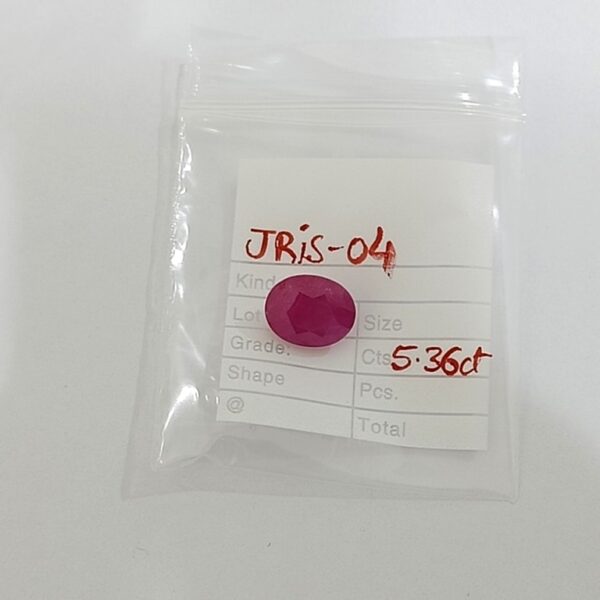 JRiS-04
Kind
Lot
Size
Grade.
Cts 5.36ct
Shape
Pcs.
@
Total